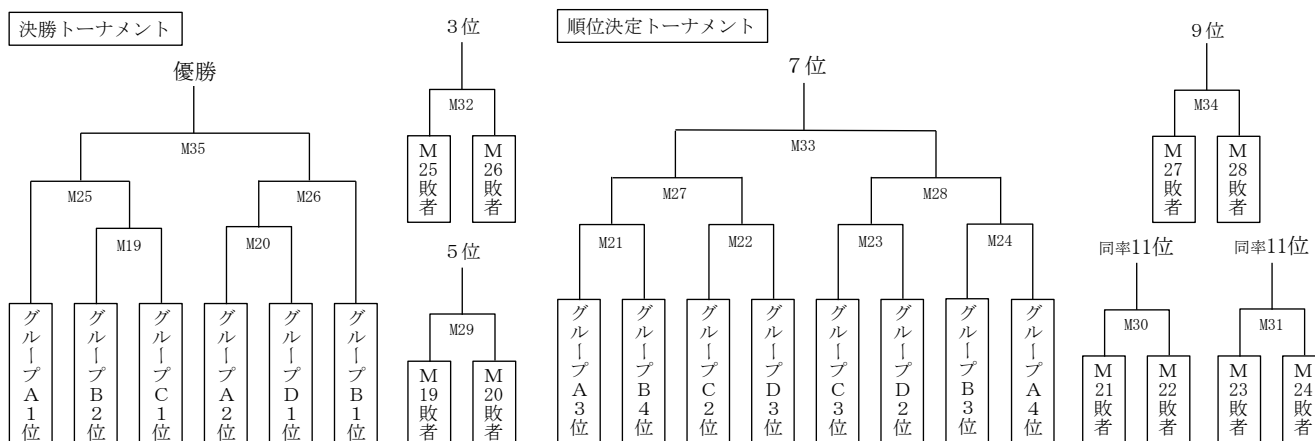 決勝トーナメント
優勝
M35
M25
M26
M19
M20
グループA1位
グループB2位
グループC1位
グループA2位
グループD1位
グループB1位
3位
M32
M25敗者
M26敗者
5位
M29
M19敗者
M20敗者
順位決定トーナメント
7位
M33
M27
M28
M21
M22
M23
M24
グループA3位
グループB4位
グループC2位
グループD3位
グループC3位
グループD2位
グループB3位
グループA4位
9位
M34
M27敗者
M28敗者
同率11位
M30
M21敗者
M22敗者
同率11位
M31
M23敗者
M24敗者